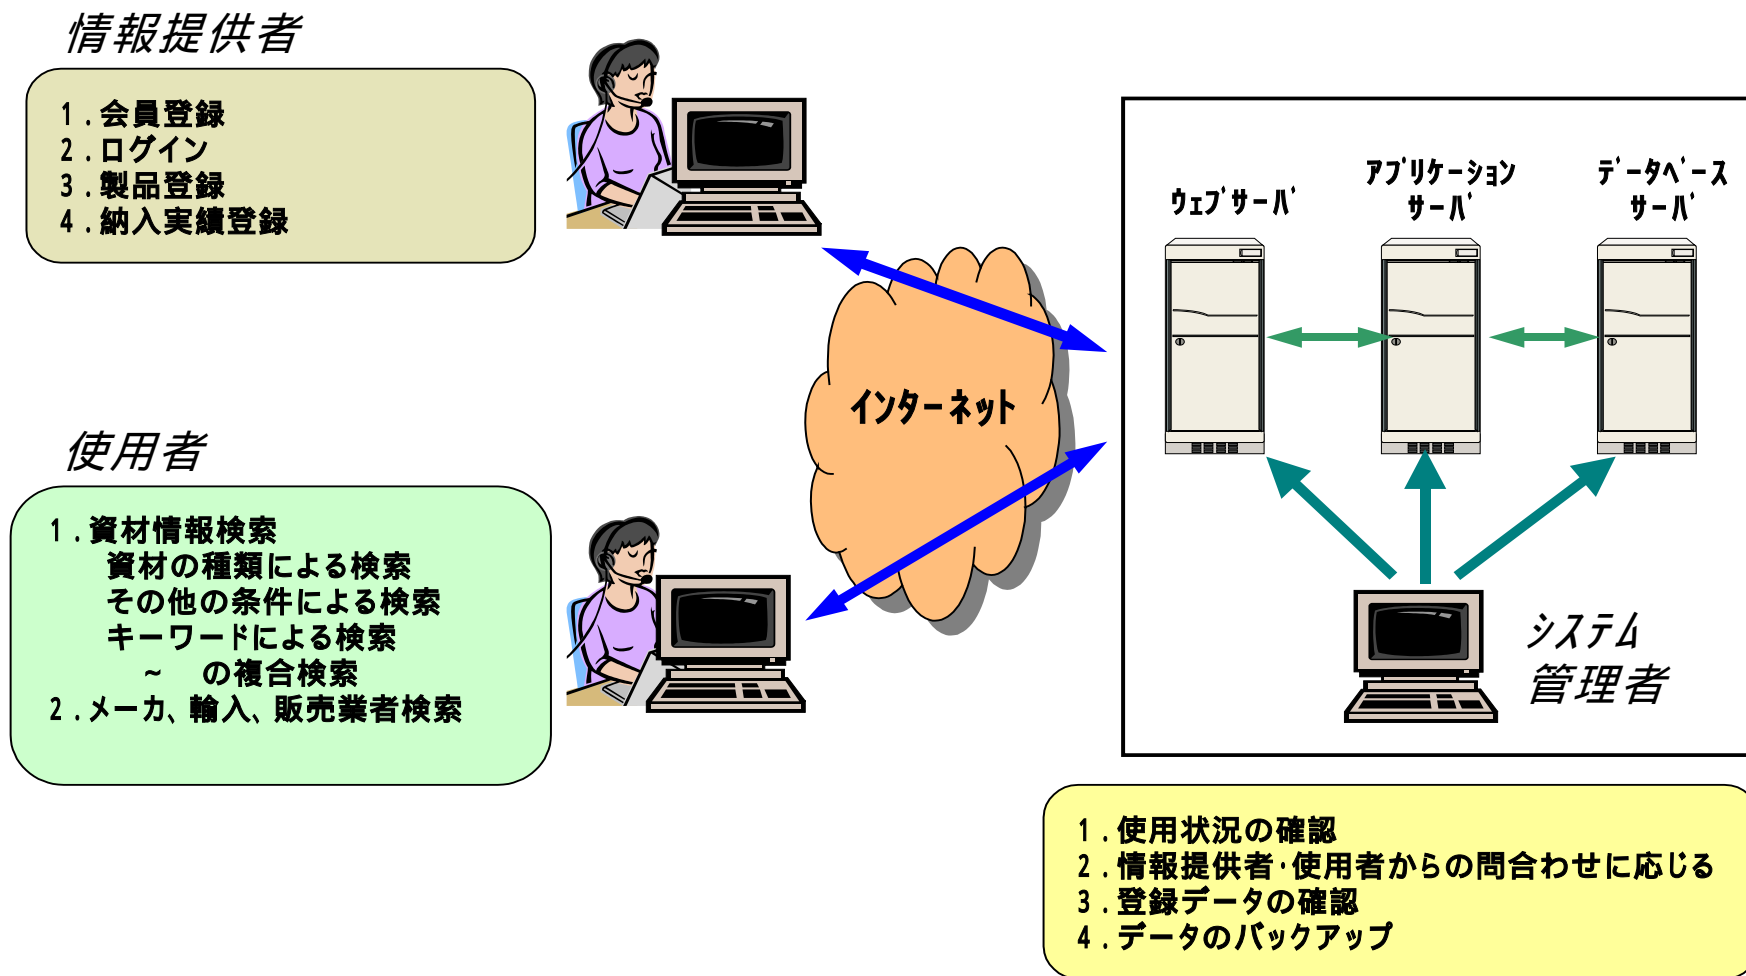 情報提供者
1．会員登録
2．ログイン
3．製品登録
4．納入実績登録
使用者
1．資材情報検索
資材の種類による検索
その他の条件による検索
キーワードによる検索
~　の複合検索
2．メーカ、輸入、販売業者検索
インターネット
ｳｪﾌﾞｻｰﾊﾞ
ｱﾌﾟﾘｹｰｼｮﾝ
ｻｰﾊﾞ
ﾃﾞｰﾀﾍﾞｰｽ
ｻｰﾊﾞ
ｼｽﾃﾑ
管理者
1．使用状況の確認
2．情報提供者･使用者からの問合わせに応じる
3．登録データの確認
4．データのバックアップ